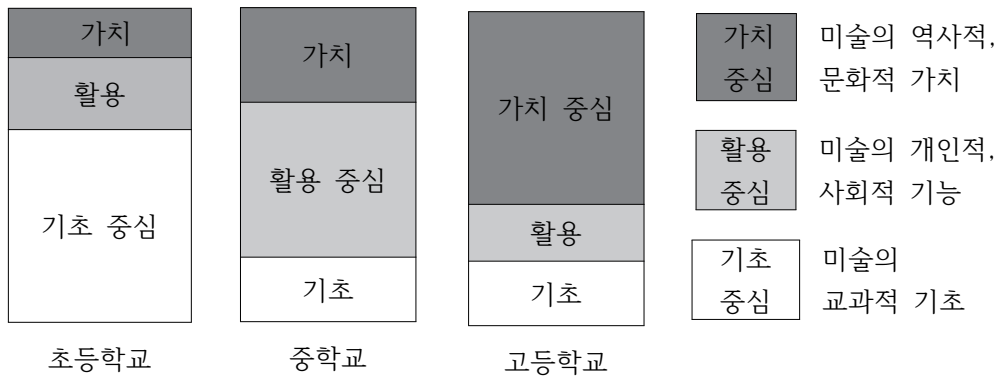 가치
활용
기초 중심
초등학교
가치
활용 중심
기초
중학교
가치 중심
활용
기초
고등학교
가치 중심
미술의 역사적,
문화적 가치
활용 중심
미술의 개인적,
사회적 기능
기초 중심
미술의
교과적 기초